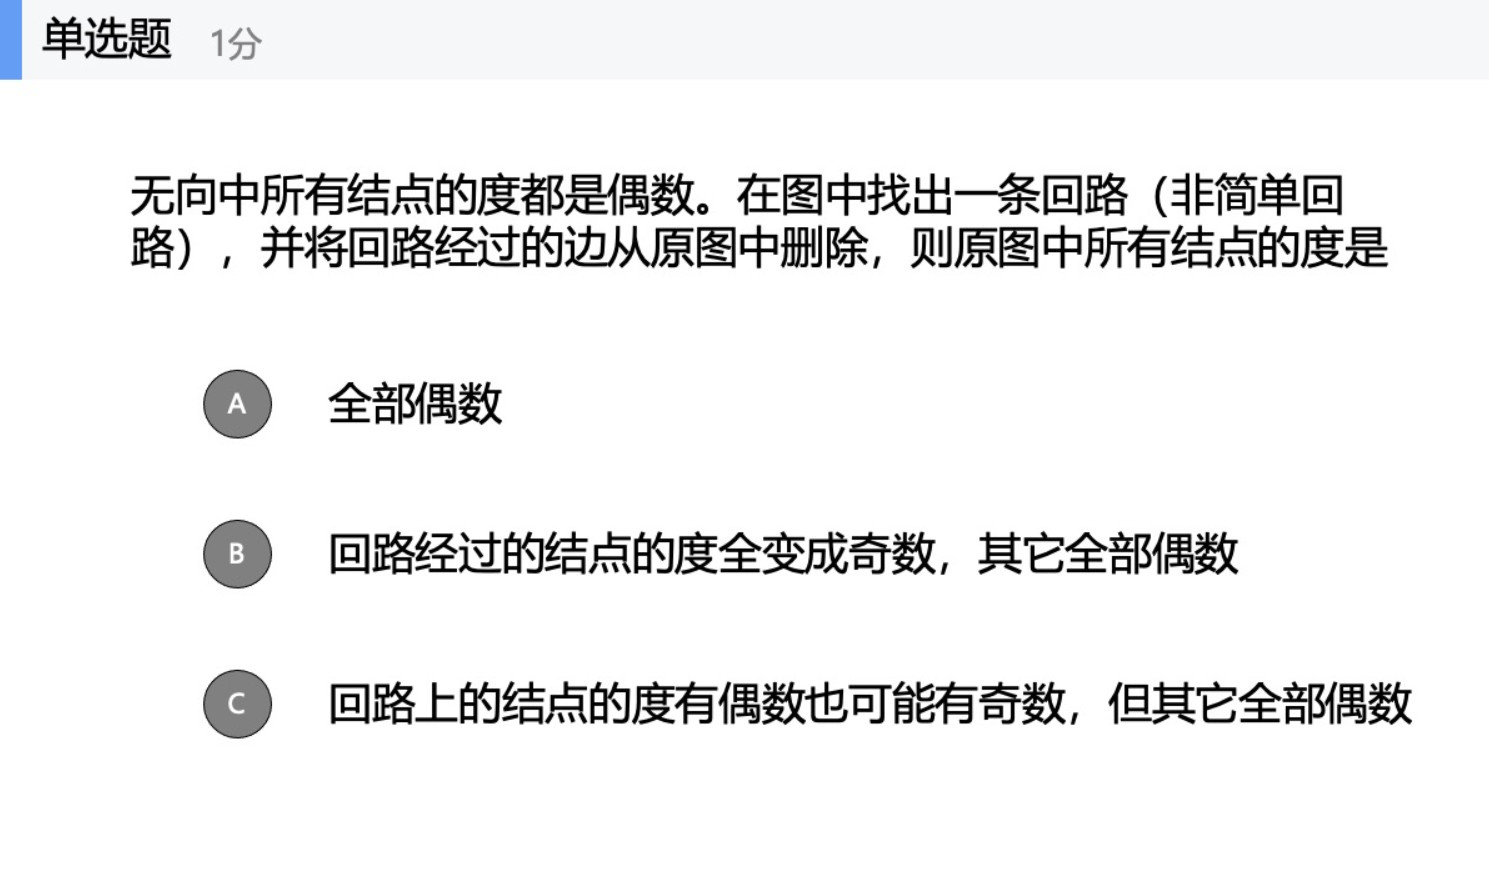 单选题 1分
无向中所有结点的度都是偶数。在图中找出一条回路（非简单回
路），并将回路经过的边从原图中删除，则原图中所有结点的度是
A 全部偶数
B 回路经过的结点的度全变成奇数，其它全部偶数
C 回路上的结点的度有偶数也可能有奇数，但其它全部偶数